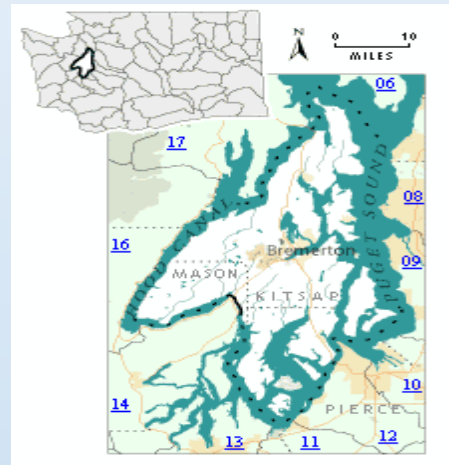 N
0 10
MILES
06
17
PUGET SOUND
08
HOOD CANAL
16
Bremerton
09
MASON
KITSAP
10
14
PIERCE
13
11
12